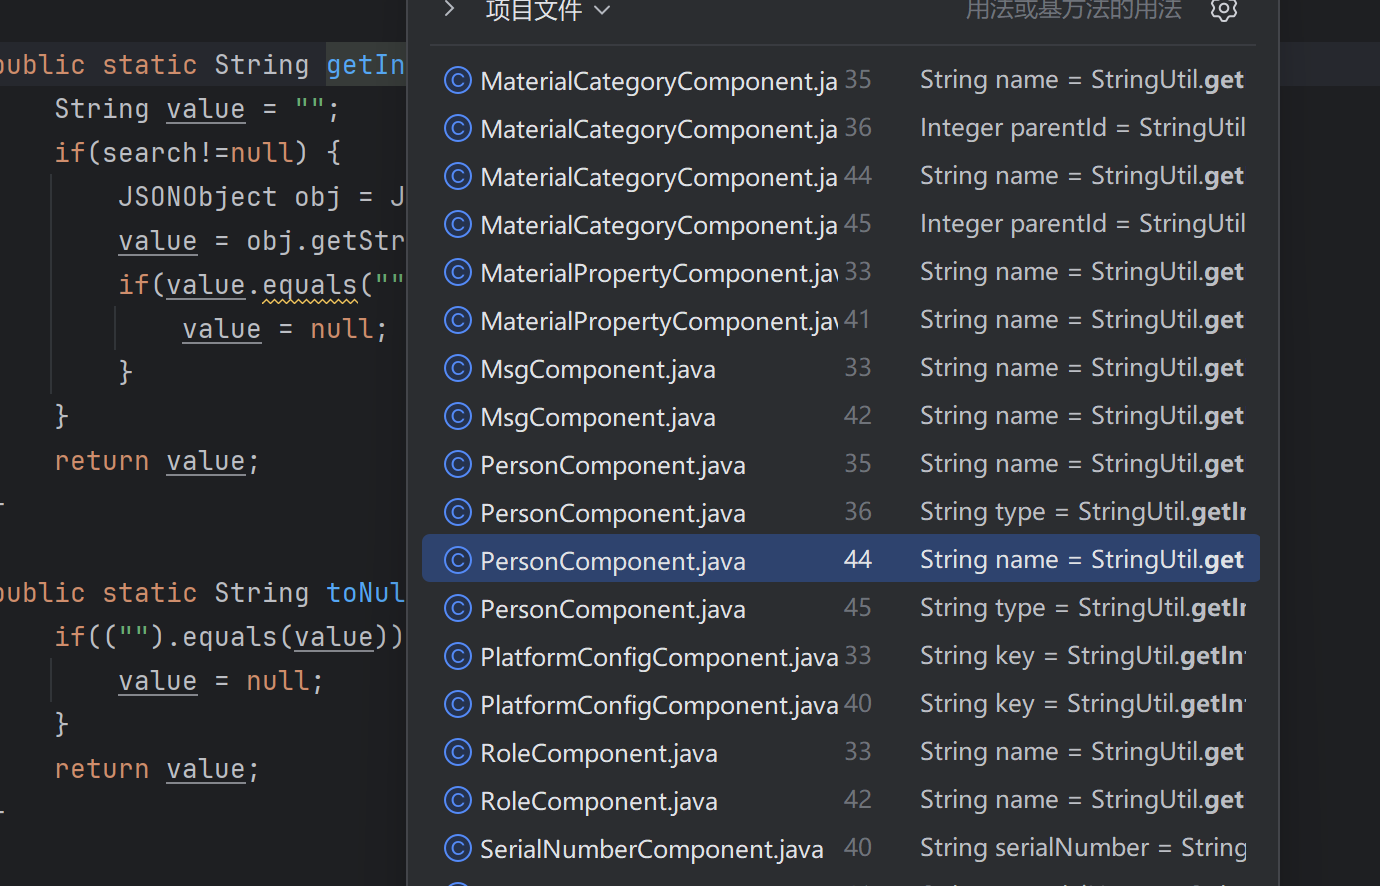 项目文件
用法或基方法的用法
public static String getIn
String value = "";
if(search!=null) {
JSONObject obj = J
value = obj.getStr
if(value.equals(""
value = null;
}
}
return value;
public static String toNul
if(("").equals(value))
value = null;
}
return value;
MaterialCategoryComponent.ja 35 String name = StringUtil.get
MaterialCategoryComponent.ja 36 Integer parentId = StringUtil
MaterialCategoryComponent.ja 44 String name = StringUtil.get
MaterialCategoryComponent.ja 45 Integer parentId = StringUtil
MaterialPropertyComponent.jav 33 String name = StringUtil.get
MaterialPropertyComponent.jav 41 String name = StringUtil.get
MsgComponent.java 33 String name = StringUtil.get
MsgComponent.java 42 String name = StringUtil.get
PersonComponent.java 35 String name = StringUtil.get
PersonComponent.java 36 String type = StringUtil.getIn
PersonComponent.java 44 String name = StringUtil.get
PersonComponent.java 45 String type = StringUtil.getIn
PlatformConfigComponent.java 33 String key = StringUtil.getIn
PlatformConfigComponent.java 40 String key = StringUtil.getIn
RoleComponent.java 33 String name = StringUtil.get
RoleComponent.java 42 String name = StringUtil.get
SerialNumberComponent.java 40 String serialNumber = String